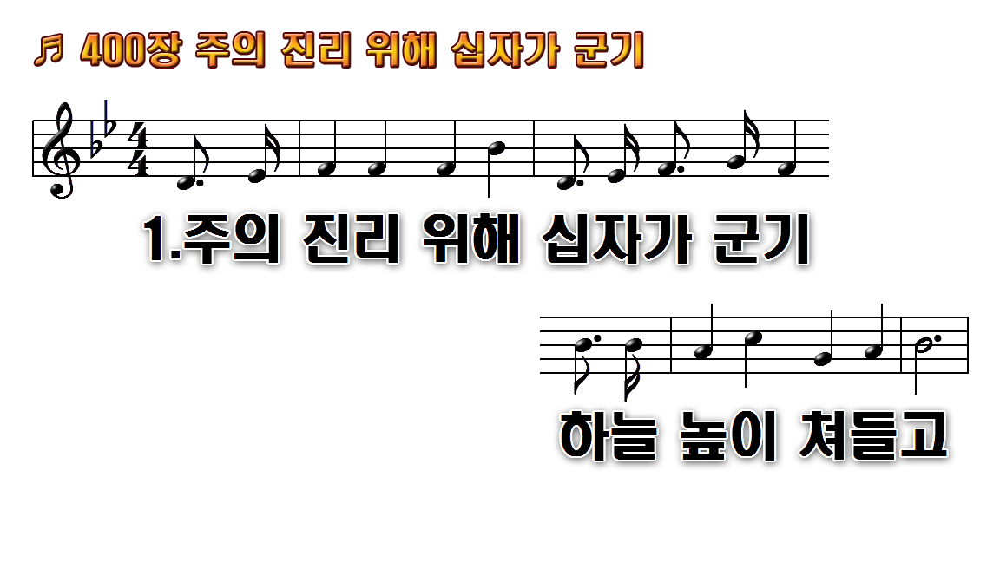 ♬ 400장 주의 진리 위해 십자가 군기
1.주의 진리 위해 십자가 군기
하늘 높이 쳐들고